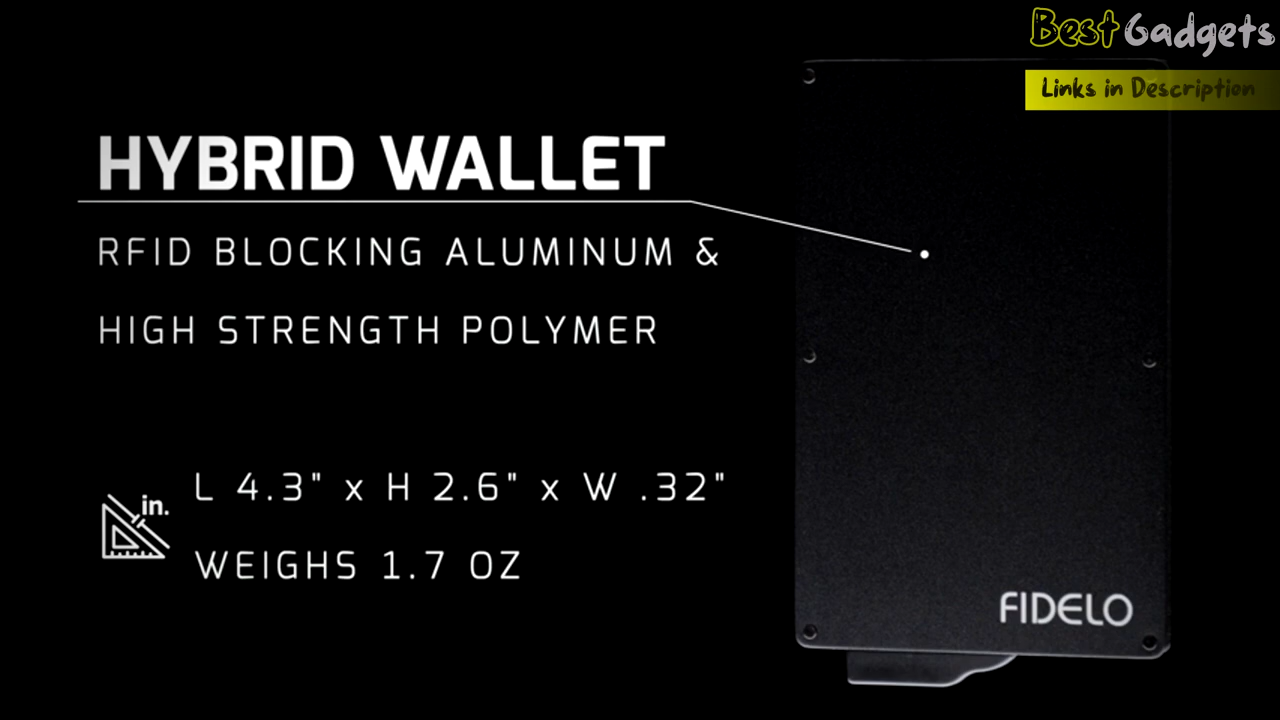 Best Gadgets
Links in Description
HYBRID WALLET
RFID BLOCKING ALUMINUM &
HIGH STRENGTH POLYMER
in.
L 4.3" x H 2.6" x W .32"
WEIGHS 1.7 OZ
FIDELO